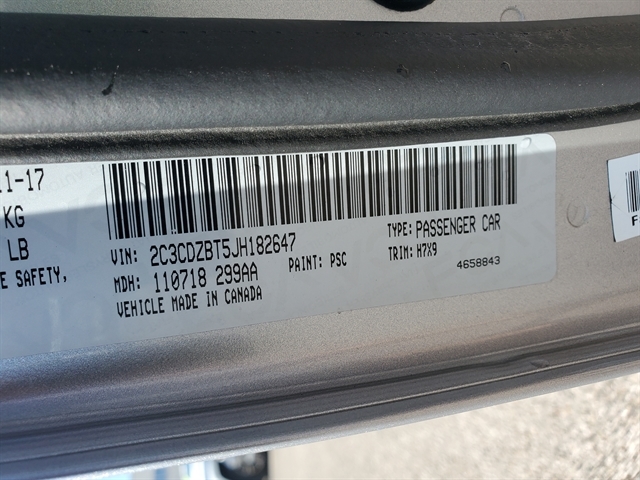 11-17
KG
LB
E SAFETY,
VIN: 2C3CDZBT5JH182647
TYPE: PASSENGER CAR
MDH: 110718 299AA
PAINT: PSC
TRIM: H7X9
VEHICLE MADE IN CANADA
4658843
F